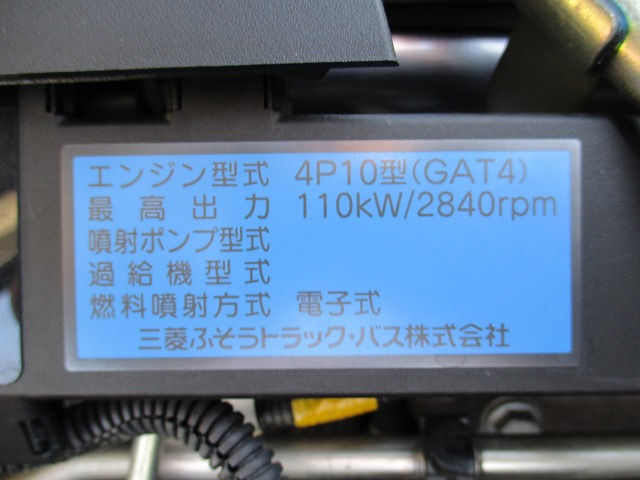 エンジン型式 4P10型(GAT4)
最高出力 110kW/2840rpm
噴射ポンプ型式
過給機型式
燃料噴射方式 電子式
三菱ふそうトラック・バス株式会社